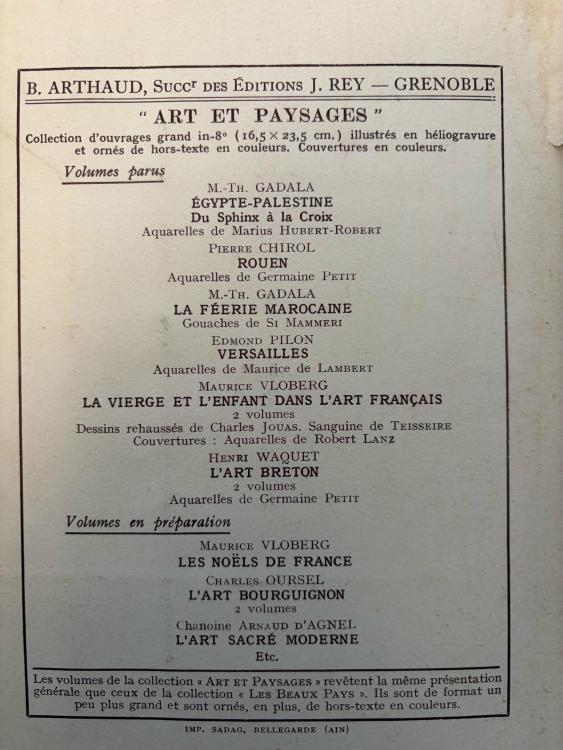 B. ARTHAUD, Succr des Éditions J. REY — GRENOBLE
" ART ET PAYSAGES "
Collection d'ouvrages grand in-8º (16,5 × 23,5 cm.) illustrés en héliogravure
et ornés de hors-texte en couleurs. Couvertures en couleurs.
Volumes parus
M.-Th. GADALA
ÉGYPTE-PALESTINE
Du Sphinx à la Croix
Aquarelles de Marius Hubert-Robert
Pierre CHIROL
ROUEN
Aquarelles de Germaine Petit
M.-Th. GADALA
LA FÉERIE MAROCAINE
Gouaches de Si Mammeri
Edmond PILON
VERSAILLES
Aquarelles de Maurice de Lambert
Maurice VLOBERG
LA VIERGE ET L'ENFANT DANS L'ART FRANÇAIS
2 volumes
Dessins rehaussés de Charles Jouas. Sanguine de Teisseire
Couvertures : Aquarelles de Robert Lanz
Henri WAQUET
L'ART BRETON
2 volumes
Aquarelles de Germaine Petit
Volumes en préparation
Maurice VLOBERG
LES NOËLS DE FRANCE
Charles OURSEL
L'ART BOURGUIGNON
2 volumes
Chanoine Arnaud d'Agnel
L'ART SACRÉ MODERNE
Etc.
Les volumes de la collection « Art et Paysages » revêtent la même présentation
générale que ceux de la collection « Les Beaux Pays ». Ils sont de format un
peu plus grand et sont ornés, en plus, de hors-texte en couleurs.
IMP. SADAG, BELLEGARDE (AIN)